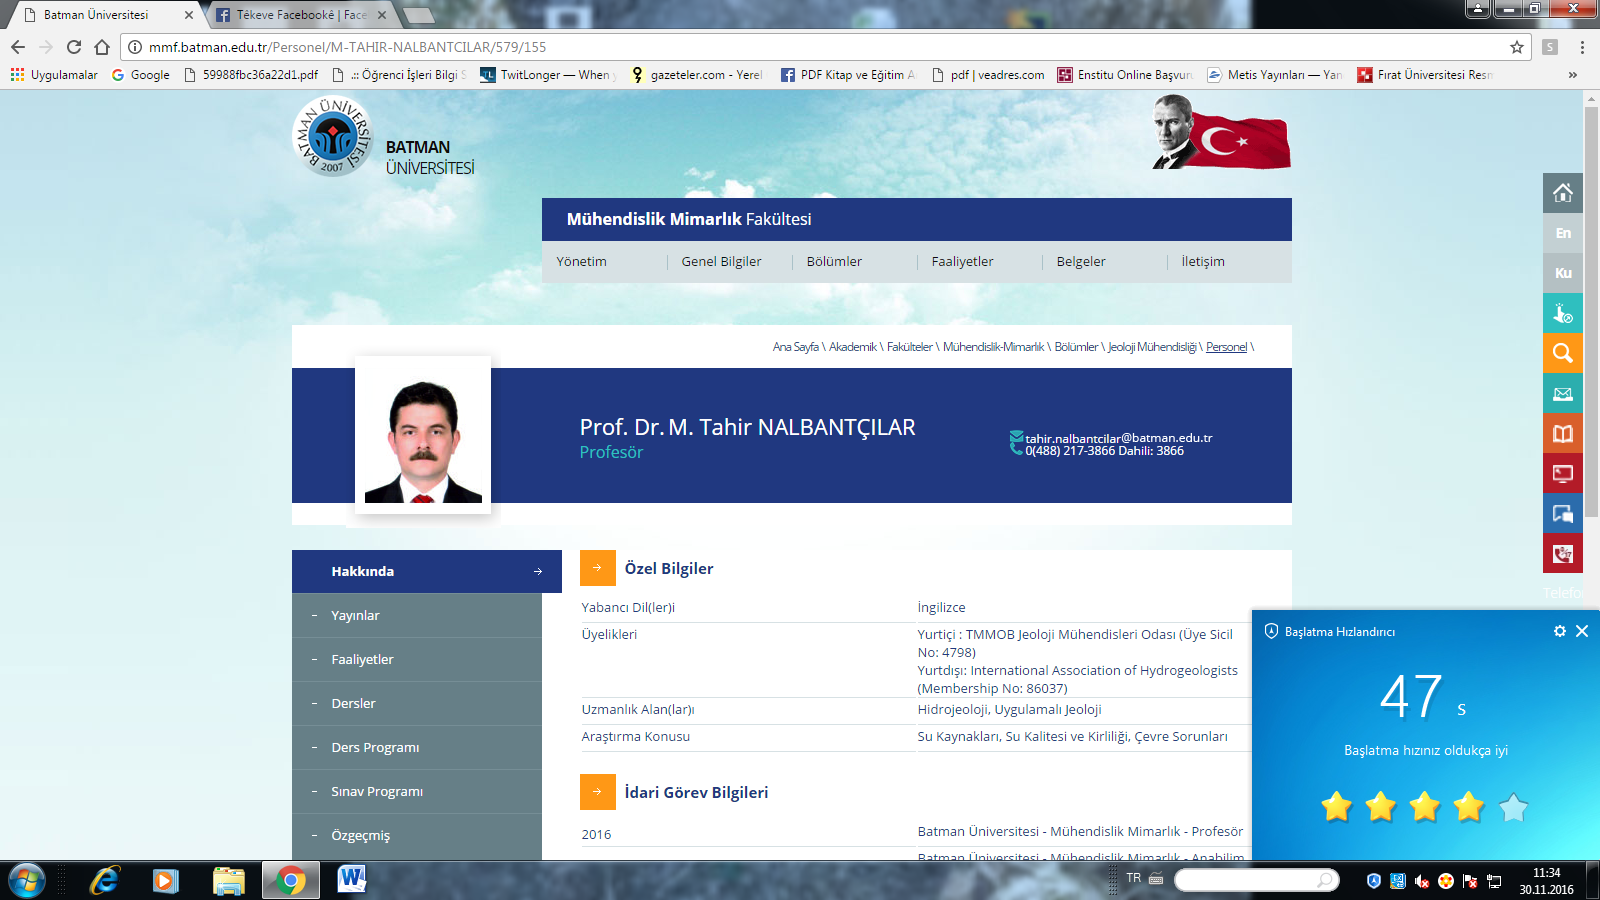 Batman Üniversitesi
Têkeve Facebookê | Face
mmf.batman.edu.tr/Personel/M-TAHIR-NALBANTCILAR/579/155
S
Uygulamalar
Google
59988fbc36a22d1.pdf
.:: Öğrenci İşleri Bilgi S
TwitLonger — When y
gazeteler.com - Yerel
PDF Kitap ve Eğitim A
pdf | veadres.com
Enstitu Online Başvur
Metis Yayınları — Yan
Fırat Üniversitesi Resm
BATMAN ÜNİVERSİTESİ
2007
BATMAN
ÜNİVERSİTESİ
Mühendislik Mimarlık Fakültesi
Yönetim
Genel Bilgiler
Bölümler
Faaliyetler
Belgeler
İletişim
En
Ku
Ana Sayfa \ Akademik \ Fakülteler \ Mühendislik-Mimarlık \ Bölümler \ Jeoloji Mühendisliği \ Personel \
Prof. Dr. M. Tahir NALBANTÇILAR
Profesör
tahir.nalbantcilar@batman.edu.tr
0(488) 217-3866 Dahili: 3866
Telefo
Hakkında
Yayınlar
Faaliyetler
Dersler
Ders Programı
Sınav Programı
Özgeçmiş
Özel Bilgiler
Yabancı Dil(ler)i
İngilizce
Üyelikleri
Yurtiçi : TMMOB Jeoloji Mühendisleri Odası (Üye Sicil
No: 4798)
Yurtdışı: International Association of Hydrogeologists
(Membership No: 86037)
Uzmanlık Alan(lar)ı
Hidrojeoloji, Uygulamalı Jeoloji
Araştırma Konusu
Su Kaynakları, Su Kalitesi ve Kirliliği, Çevre Sorunları
İdari Görev Bilgileri
2016
Batman Üniversitesi - Mühendislik Mimarlık - Profesör
Batman Üniversitesi - Mühendislik Mimarlık - Anabilim
Başlatma Hızlandırıcı
47 s
Başlatma hızınız oldukça iyi
TR
11:34
30.11.2016